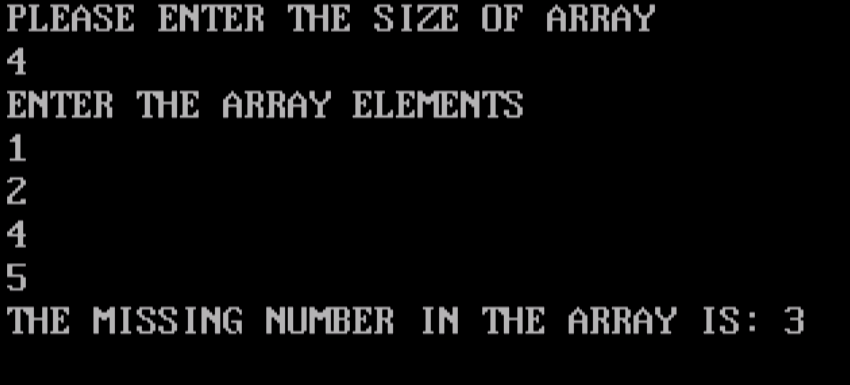 PLEASE ENTER THE SIZE OF ARRAY
4
ENTER THE ARRAY ELEMENTS
1
2
4
5
THE MISSING NUMBER IN THE ARRAY IS: 3